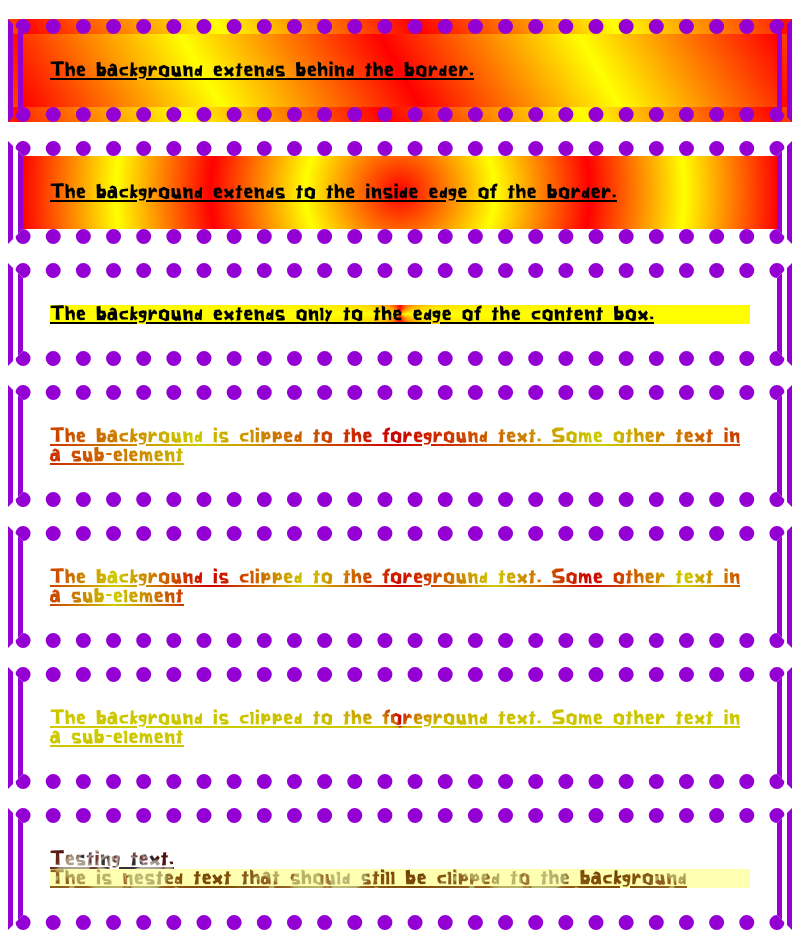 The background extends behind the border.
The background extends to the inside edge of the border.
The background extends only to the edge of the content box.
The background is clipped to the foreground text. Some other text in
a sub-element
The background is clipped to the foreground text. Some other text in
a sub-element
The background is clipped to the foreground text. Some other text in
a sub-element
Testing text.
The is nested text that should still be clipped to the background